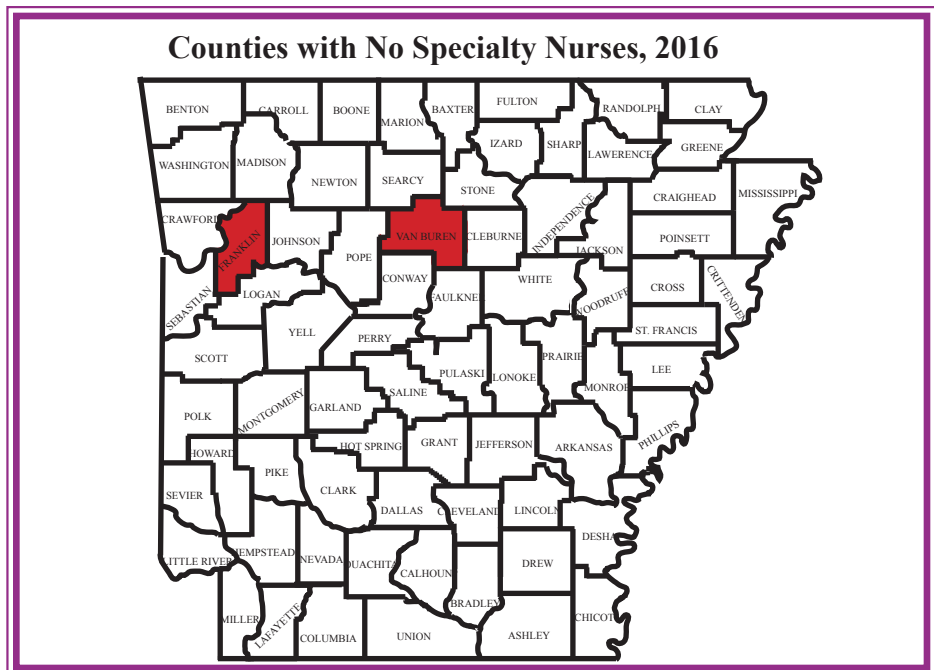 Counties with No Specialty Nurses, 2016
BENTON
CARROLL
BOONE
MARION
BAXTER
FULTON
RANDOLPH
CLAY
WASHINGTON
MADISON
NEWTON
SEARCY
STONE
IZARD
SHARP
LAWERENCE
GREENE
CRAWFORD
FRANKLIN
JOHNSON
POPE
VAN BUREN
CLEBURNE
INDEPENDENCE
JACKSON
CRAIGHEAD
MISSISSIPPI
POINSETT
SEBASTIAN
LOGAN
CONWAY
FAULKNER
WHITE
WOODRUFF
CROSS
CRITTENDEN
SCOTT
YELL
PERRY
PULASKI
LONOKE
PRAIRIE
ST. FRANCIS
LEE
MONROE
POLK
MONTGOMERY
GARLAND
SALINE
HOT SPRING
GRANT
JEFFERSON
ARKANSAS
PHILLIPS
HOWARD
PIKE
CLARK
DALLAS
CLEVELAND
LINCOLN
DESHA
SEVIER
LITTLE RIVER
HEMPSTEAD
NEVADA
OUACHITA
CALHOUN
BRADLEY
DREW
CHICOT
MILLER
LAFAYETTE
COLUMBIA
UNION
ASHLEY